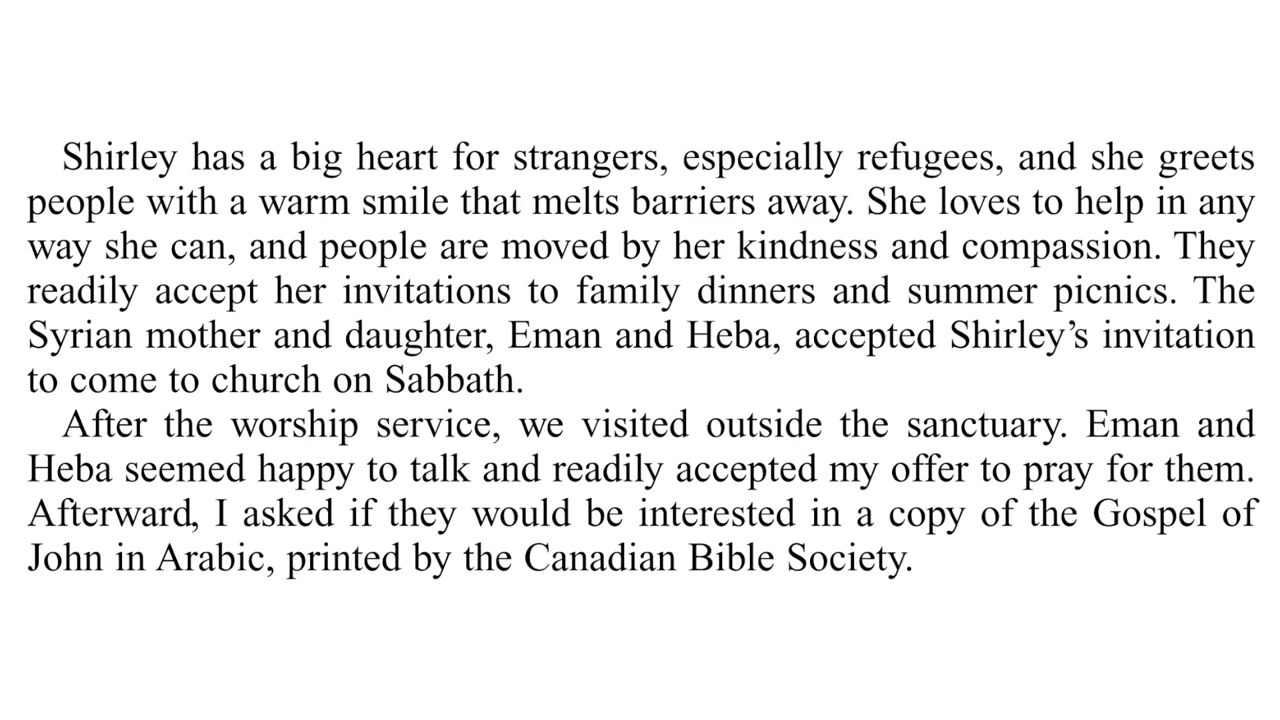 Shirley has a big heart for strangers, especially refugees, and she greets
people with a warm smile that melts barriers away. She loves to help in any
way she can, and people are moved by her kindness and compassion. They
readily accept her invitations to family dinners and summer picnics. The
Syrian mother and daughter, Eman and Heba, accepted Shirley’s invitation
to come to church on Sabbath.
After the worship service, we visited outside the sanctuary. Eman and
Heba seemed happy to talk and readily accepted my offer to pray for them.
Afterward, I asked if they would be interested in a copy of the Gospel of
John in Arabic, printed by the Canadian Bible Society.